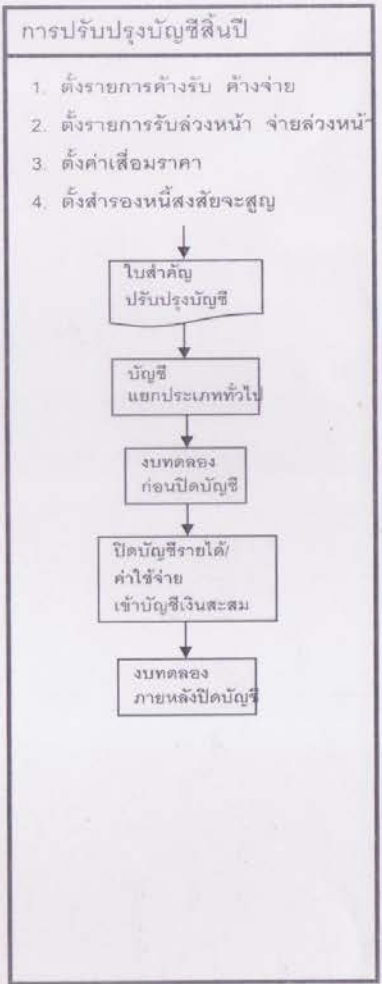 การปรับปรุงบัญชีสิ้นปี
1. ตั้งรายการค้างรับ ค้างจ่าย
2. ตั้งรายการรับล่วงหน้า จ่ายล่วงหน้า
3. ตั้งค่าเสื่อมราคา
4. ตั้งสำรองหนี้สงสัยจะสูญ
ใบสำคัญ
ปรับปรุงบัญชี
บัญชี
แยกประเภททั่วไป
งบทดลอง
ก่อนปิดบัญชี
ปิดบัญชีรายได้/
ค่าใช้จ่าย
เข้าบัญชีเงินสะสม
งบทดลอง
ภายหลังปิดบัญชี